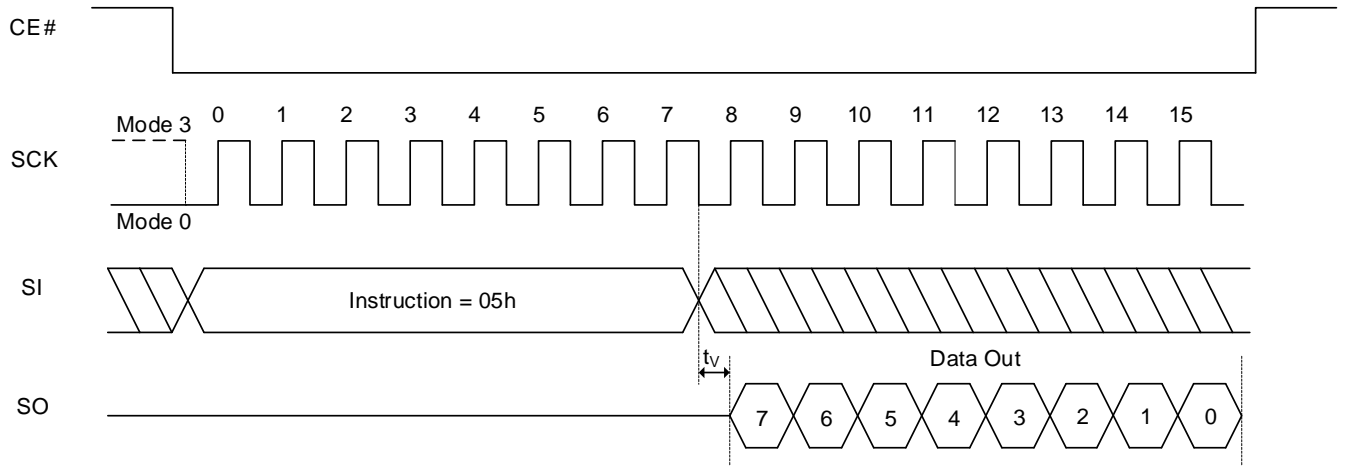 CE#
0 1 2 3 4 5 6 7 8 9 10 11 12 13 14 15
Mode 3
SCK
Mode 0
SI
Instruction = 05h
tV
Data Out
SO
7 6 5 4 3 2 1 0